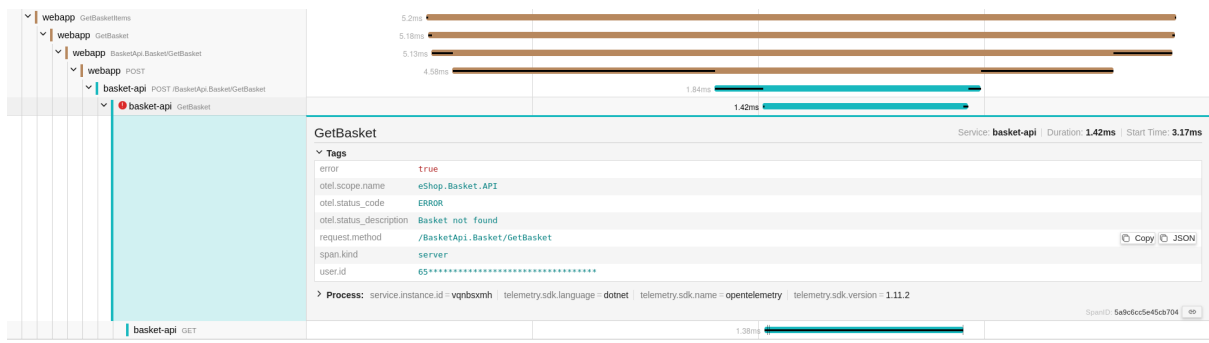 webapp GetBasketItems 5.2ms
webapp GetBasket 5.18ms
webapp BasketApi.Basket/GetBasket 5.13ms
webapp POST 4.58ms
basket-api POST /BasketApi.Basket/GetBasket 1.84ms
basket-api GetBasket 1.42ms
GetBasket Service: basket-api Duration: 1.42ms Start Time: 3.17ms
Tags
error true
otel.scope.name eShop.Basket.API
otel.status_code ERROR
otel.status_description Basket not found
request.method /BasketApi.Basket/GetBasket Copy JSON
span.kind server
user.id 65**********************************
Process: service.instance.id = vqnbsxmh telemetry.sdk.language = dotnet telemetry.sdk.name = opentelemetry telemetry.sdk.version = 1.11.2
SpanID: 5a9c6cc5e45cb704
basket-api GET 1.38ms